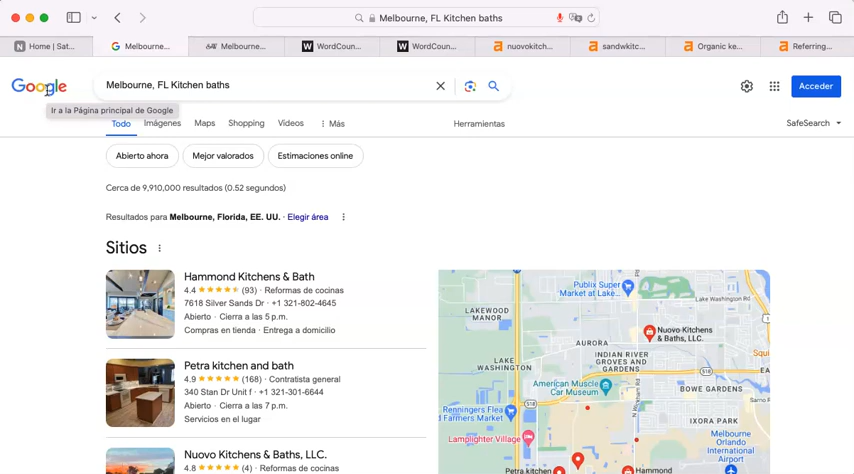 Melbourne, FL Kitchen baths
Home | Sat...
Melbourne...
Melbourne...
WordCoun...
WordCoun...
nuovokitch...
sandwkitc...
Organic ke...
Referring...
Google
Melbourne, FL Kitchen baths
Acceder
Ir a la Página principal de Google
Todo
Imágenes
Maps
Shopping
Videos
Más
Herramientas
SafeSearch
Abierto ahora
Mejor valorados
Estimaciones online
Cerca de 9,910,000 resultados (0.52 segundos)
Resultados para Melbourne, Florida, EE. UU. · Elegir área
Sitios
Hammond Kitchens & Bath
4.4 (93) · Reformas de cocinas
7618 Silver Sands Dr · +1 321-802-4645
Abierto · Cierra a las 5 p.m.
Compras en tienda · Entrega a domicilio
Petra kitchen and bath
4.9 (168) · Contratista general
340 Stan Dr Unit f · +1 321-301-6644
Abierto · Cierra a las 7 p.m.
Servicios en el lugar
Nuovo Kitchens & Baths, LLC.
4.8 (4) · Reformas de cocinas
Publix Super
Market at Lake...
Lake Washington Rd
LAKEWOOD
MANOR
Nuovo Kitchens
& Baths, LLC.
AURORA
INDIAN RIVER
GROVES AND
GARDENS
LAKE
WASHINGTON
Squi
518
EA
American Muscle
Car Museum
BOWE GARDENS
Sarno R
N Wickham Rd
518
Renningers Flea
d Farmers Market
IXORA PARK
Lamplighter Village
Melbourne
Orlando
International
Airport
Petra kitchen
Hammond